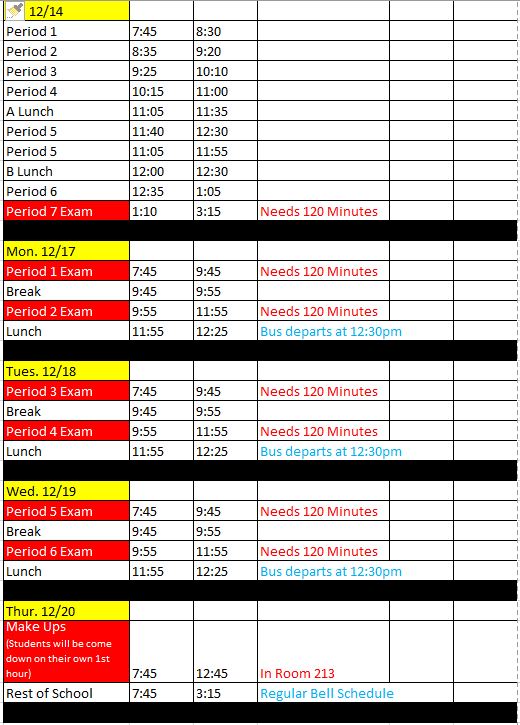 12/14
Period 1 7:45 8:30
Period 2 8:35 9:20
Period 3 9:25 10:10
Period 4 10:15 11:00
A Lunch 11:05 11:35
Period 5 11:40 12:30
Period 5 11:05 11:55
B Lunch 12:00 12:30
Period 6 12:35 1:05
Period 7 Exam 1:10 3:15 Needs 120 Minutes
Mon. 12/17
Period 1 Exam 7:45 9:45 Needs 120 Minutes
Break 9:45 9:55
Period 2 Exam 9:55 11:55 Needs 120 Minutes
Lunch 11:55 12:25 Bus departs at 12:30pm
Tues. 12/18
Period 3 Exam 7:45 9:45 Needs 120 Minutes
Break 9:45 9:55
Period 4 Exam 9:55 11:55 Needs 120 Minutes
Lunch 11:55 12:25 Bus departs at 12:30pm
Wed. 12/19
Period 5 Exam 7:45 9:45 Needs 120 Minutes
Break 9:45 9:55
Period 6 Exam 9:55 11:55 Needs 120 Minutes
Lunch 11:55 12:25 Bus departs at 12:30pm
Thur. 12/20
Make Ups
(Students will be come
down on their own 1st
hour) 7:45 12:45 In Room 213
Rest of School 7:45 3:15 Regular Bell Schedule